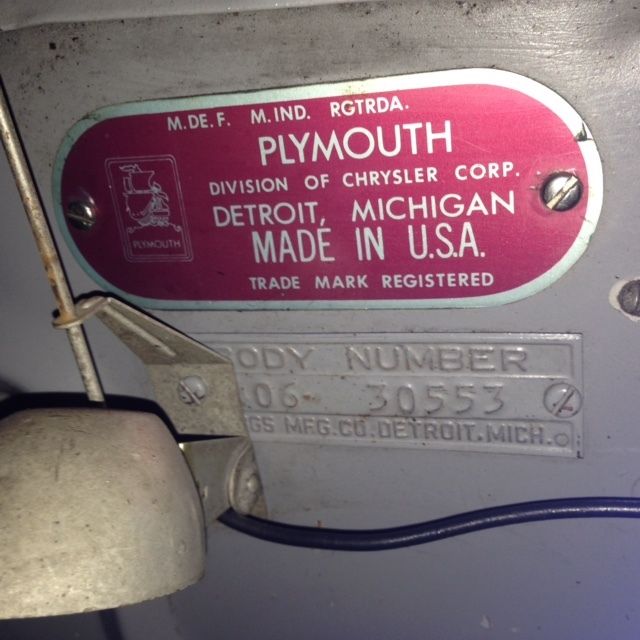 M.DE.F. M.IND. RGTRDA.
PLYMOUTH
DIVISION OF CHRYSLER CORP.
DETROIT, MICHIGAN
MADE IN U.S.A.
TRADE MARK REGISTERED
PLYMOUTH
ODY NUMBER
06 30553
GS MFG.CO.DETROIT.MICH.